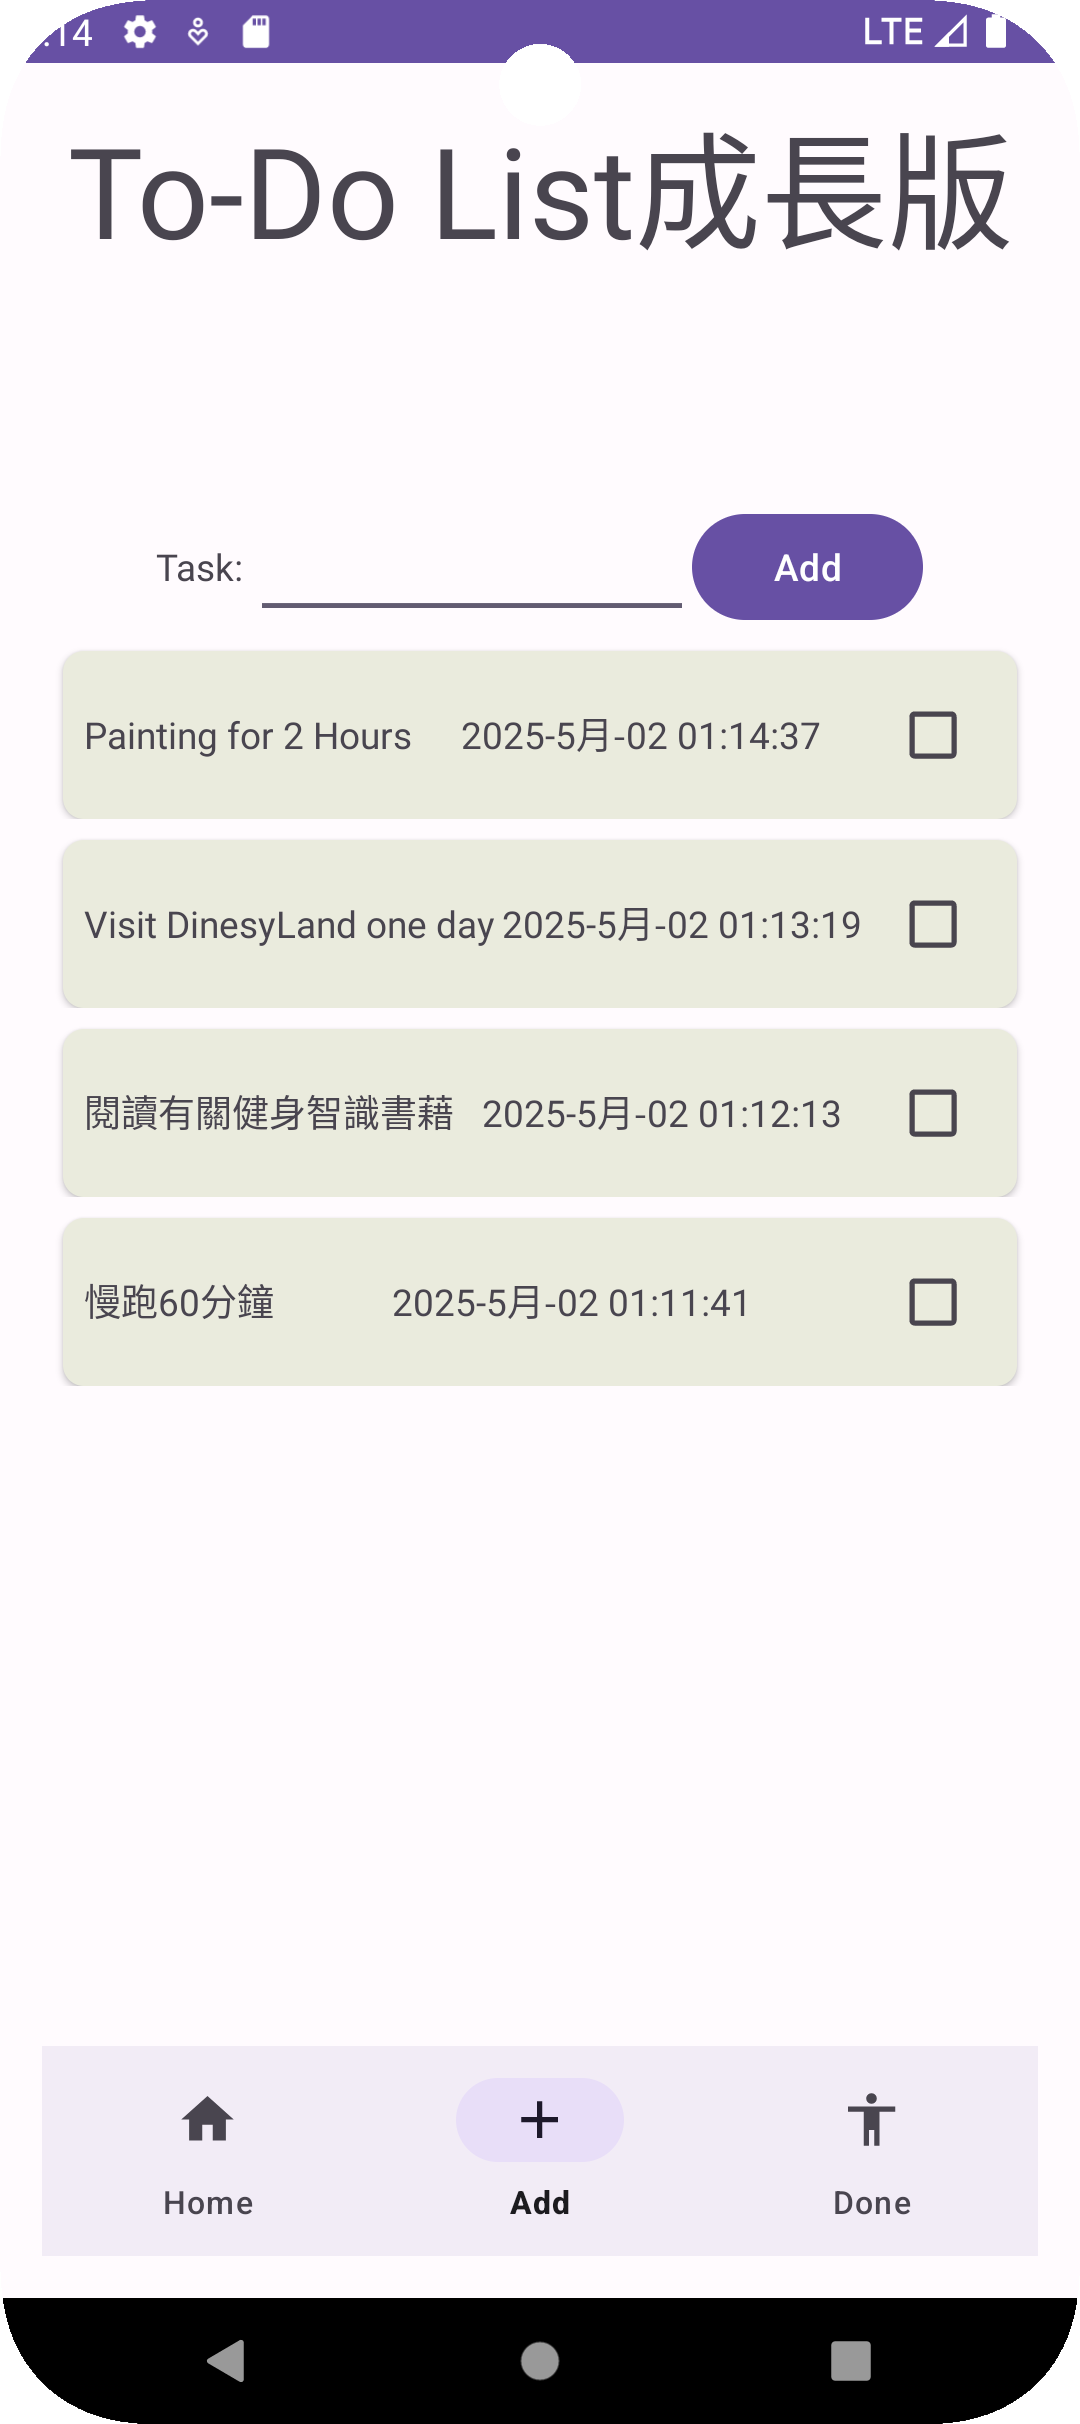 :14 LTE
To-Do List成長版
Task: Add
Painting for 2 Hours 2025-5月-02 01:14:37
Visit DinesyLand one day 2025-5月-02 01:13:19
閱讀有關健身智識書藉 2025-5月-02 01:12:13
慢跑60分鐘 2025-5月-02 01:11:41
Home Add Done